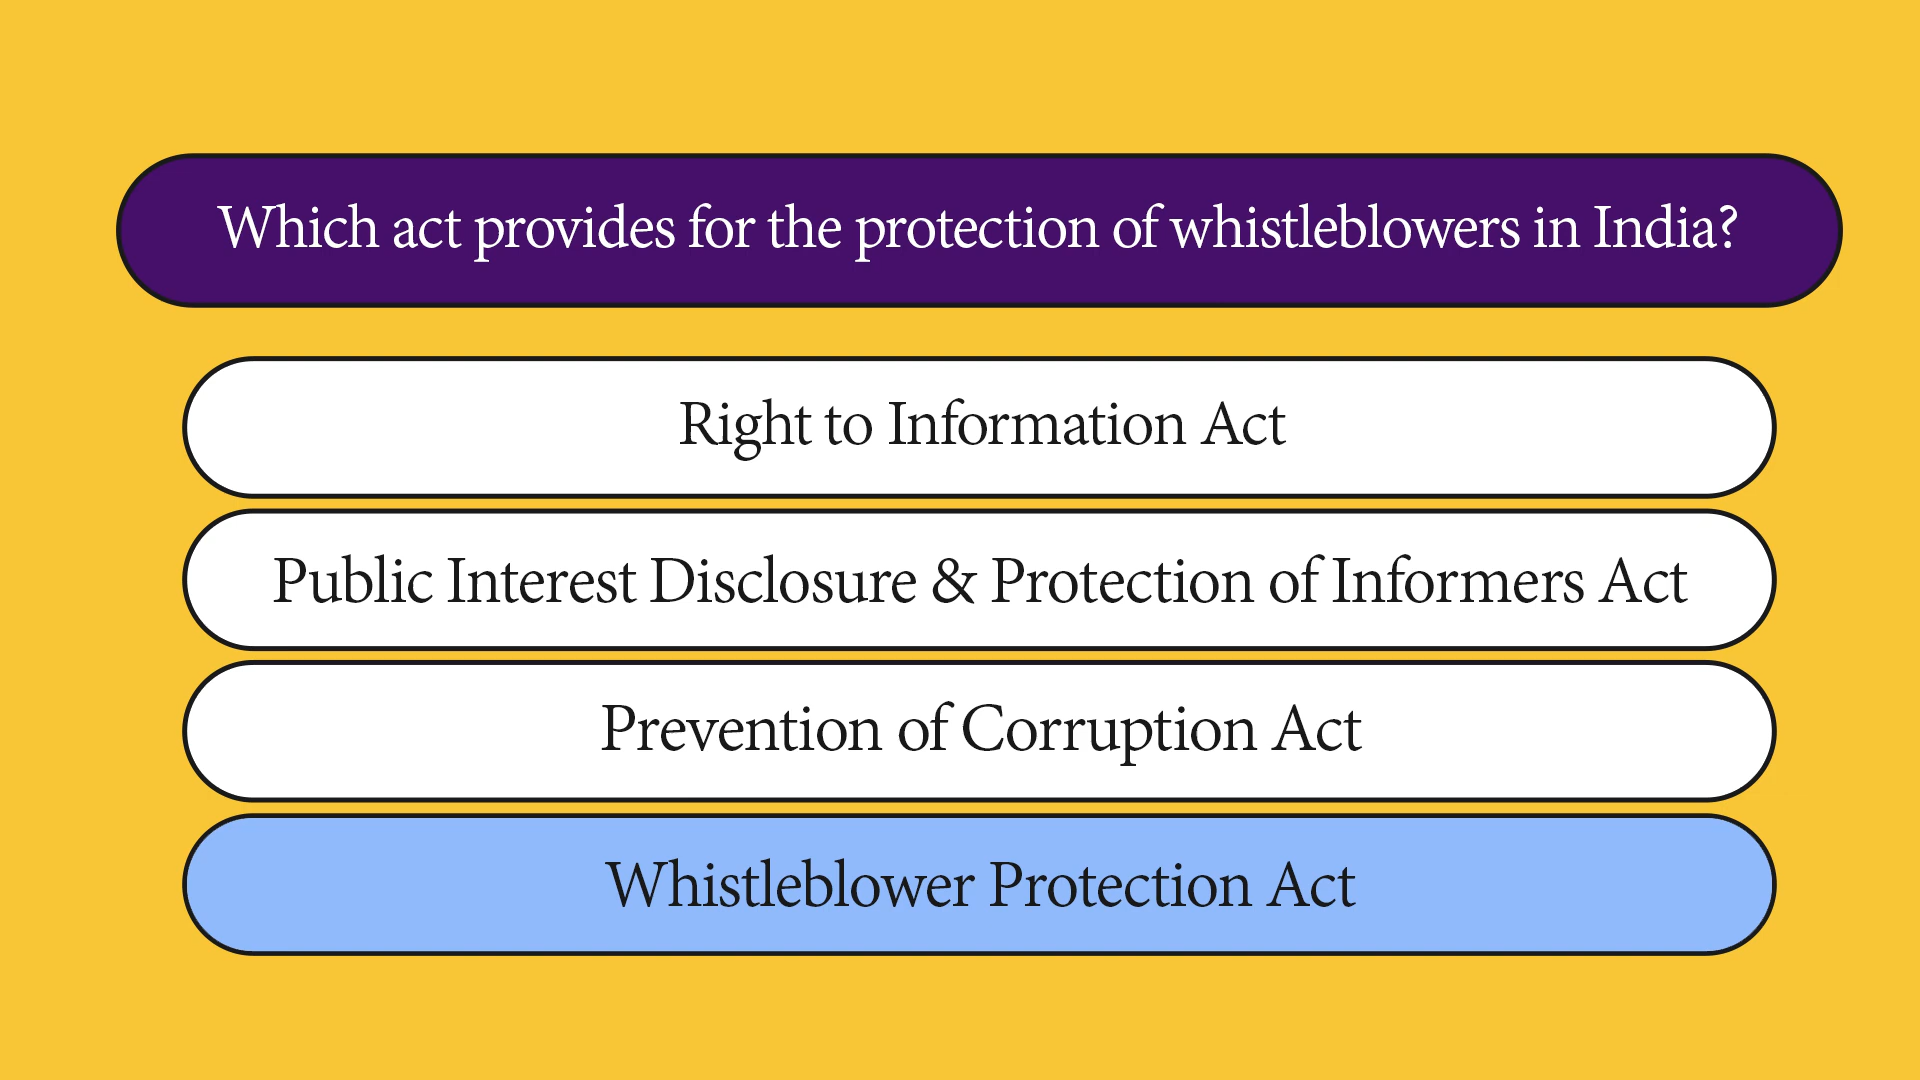 Which act provides for the protection of whistleblowers in India?
Right to Information Act
Public Interest Disclosure & Protection of Informers Act
Prevention of Corruption Act
Whistleblower Protection Act